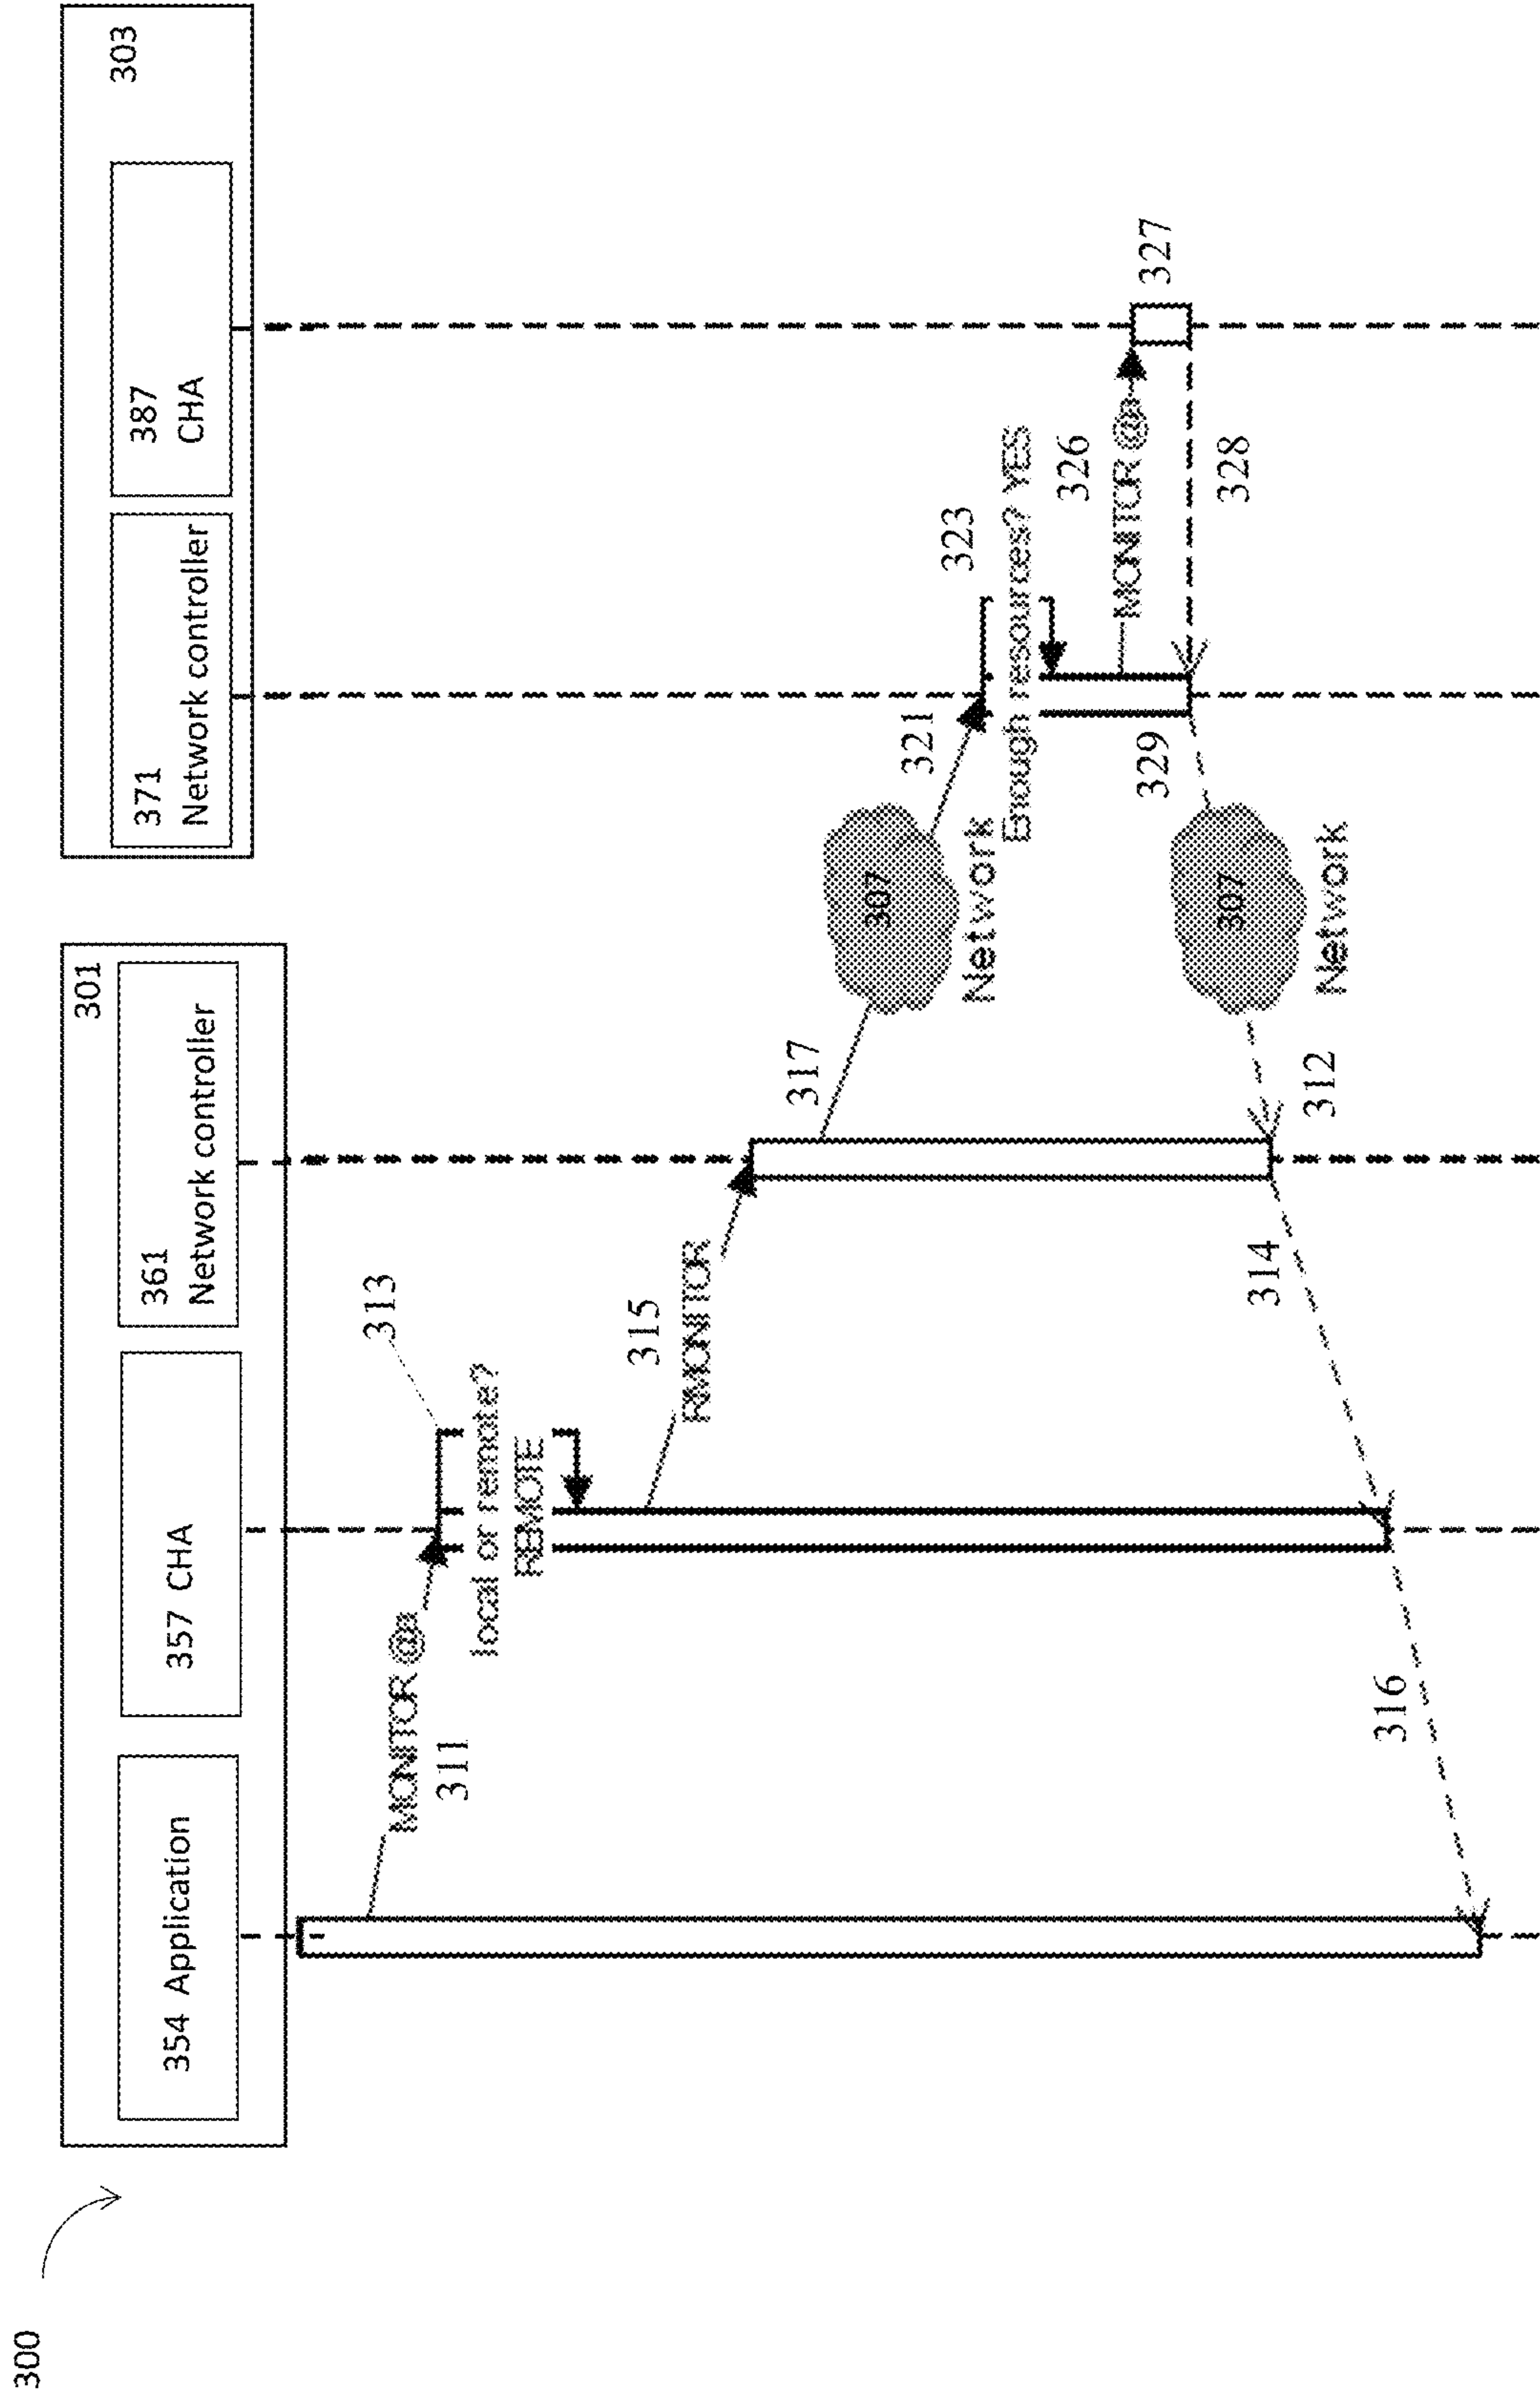 300
301
354 Application
357 CHA
361
Network controller
303
371
Network controller
387
CHA
MONITOR @
311
313
local or remote?
REMOTE
315
RMONITOR
317
307
Network
321
323
Enough resources? YES
326
MONITOR @
327
328
329
307
Network
312
314
316